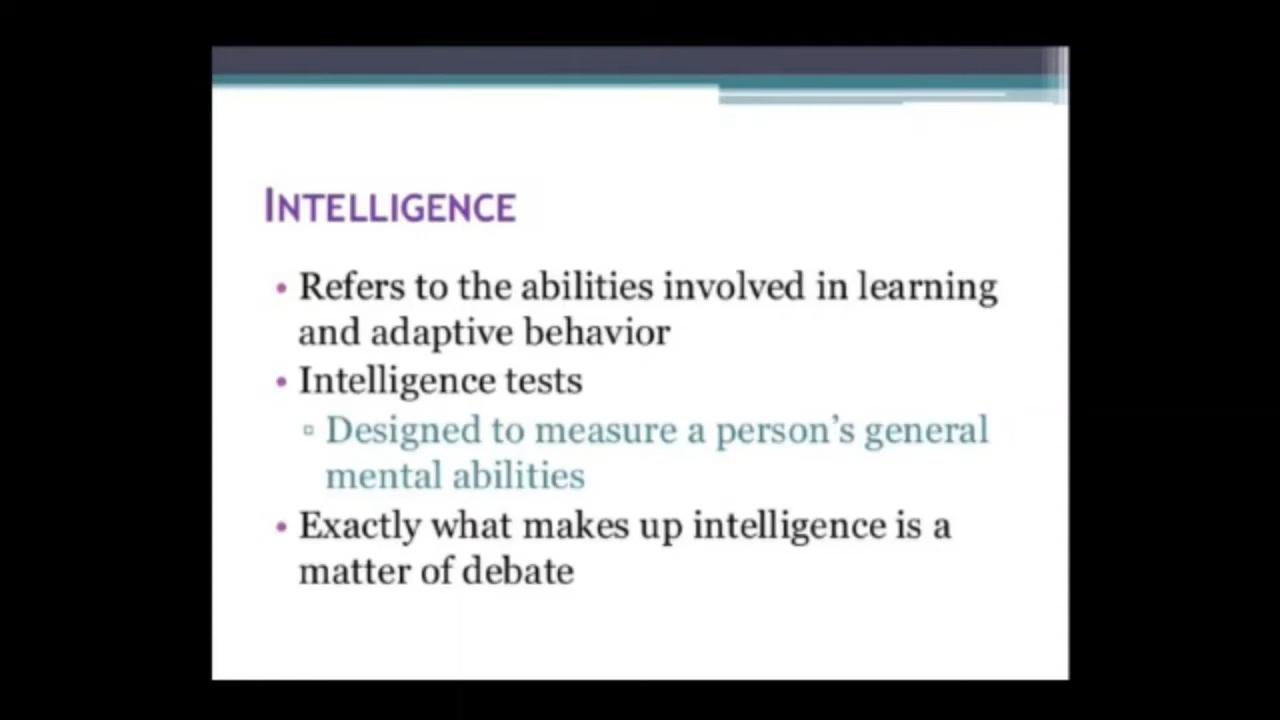 INTELLIGENCE
• Refers to the abilities involved in learning
and adaptive behavior
• Intelligence tests
▫ Designed to measure a person’s general
mental abilities
• Exactly what makes up intelligence is a
matter of debate